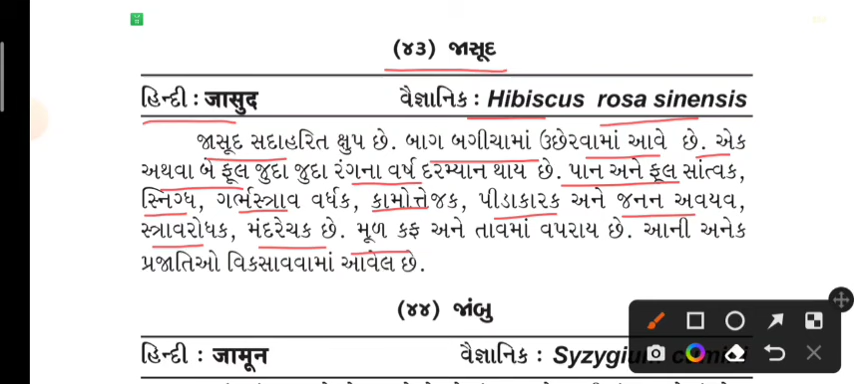 (૪૩) જાસૂદ
હિન્દી : जासुद વૈજ્ઞાનિક : Hibiscus rosa sinensis
જાસૂદ સદાહરિત ક્ષુપ છે. બાગ બગીચામાં ઉછેરવામાં આવે છે. એક
અથવા બે ફૂલ જુદા જુદા રંગના વર્ષ દરમ્યાન થાય છે. પાન અને ફૂલ સાંત્વક,
સ્નિગ્ધ, ગર્ભસ્ત્રાવ વર્ધક, કામોત્તેજક, પીડાકારક અને જનન અવયવ,
સ્ત્રાવરોધક, મંદરેચક છે. મૂળ કફ અને તાવમાં વપરાય છે. આની અનેક
પ્રજાતિઓ વિકસાવવામાં આવેલ છે.
(૪૪) જાંબુ
હિન્દી : जामून વૈજ્ઞાનિક :